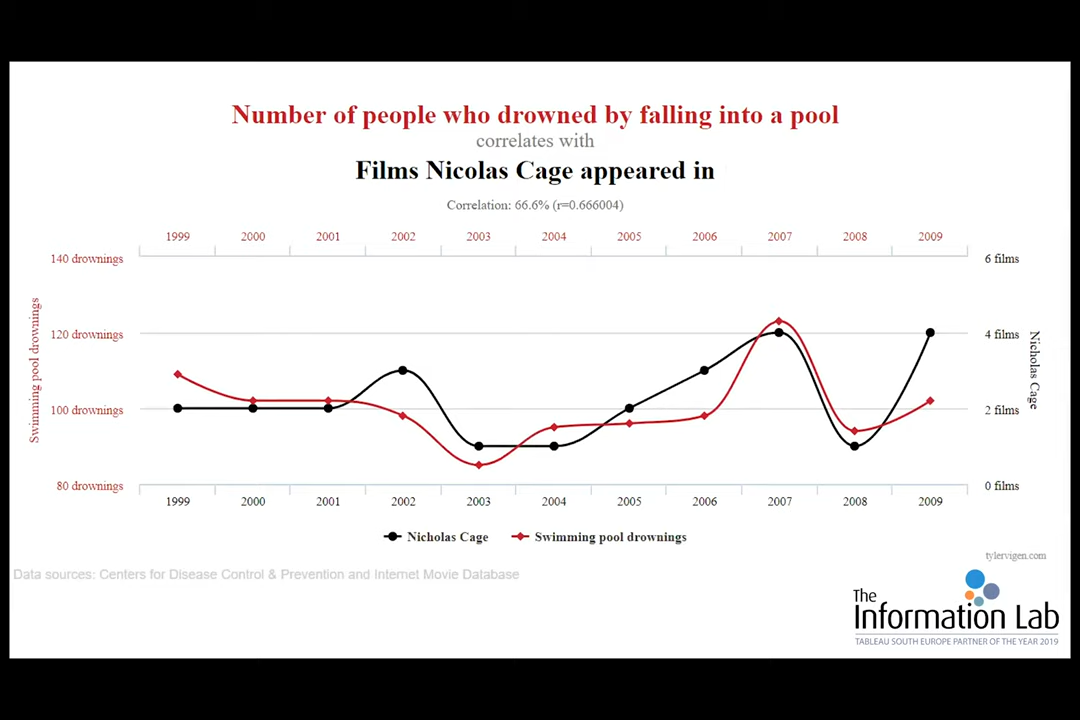 Number of people who drowned by falling into a pool
correlates with
Films Nicolas Cage appeared in
Correlation: 66.6% (r=0.666004)
1999 2000 2001 2002 2003 2004 2005 2006 2007 2008 2009
140 drownings 6 films
120 drownings 4 films
Swimming pool drownings
Nicholas Cage
100 drownings 2 films
80 drownings 0 films
1999 2000 2001 2002 2003 2004 2005 2006 2007 2008 2009
Nicholas Cage Swimming pool drownings
tylervigen.com
Data sources: Centers for Disease Control & Prevention and Internet Movie Database
The
Information Lab
TABLEAU SOUTH EUROPE PARTNER OF THE YEAR 2019